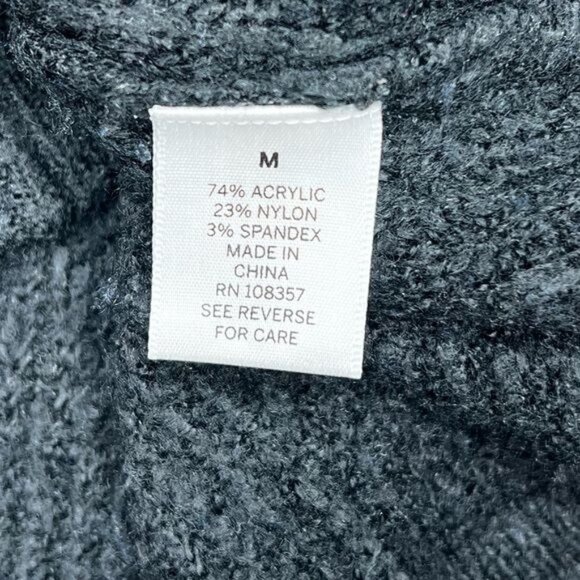 M
74% ACRYLIC
23% NYLON
3% SPANDEX
MADE IN
CHINA
RN 108357
SEE REVERSE
FOR CARE